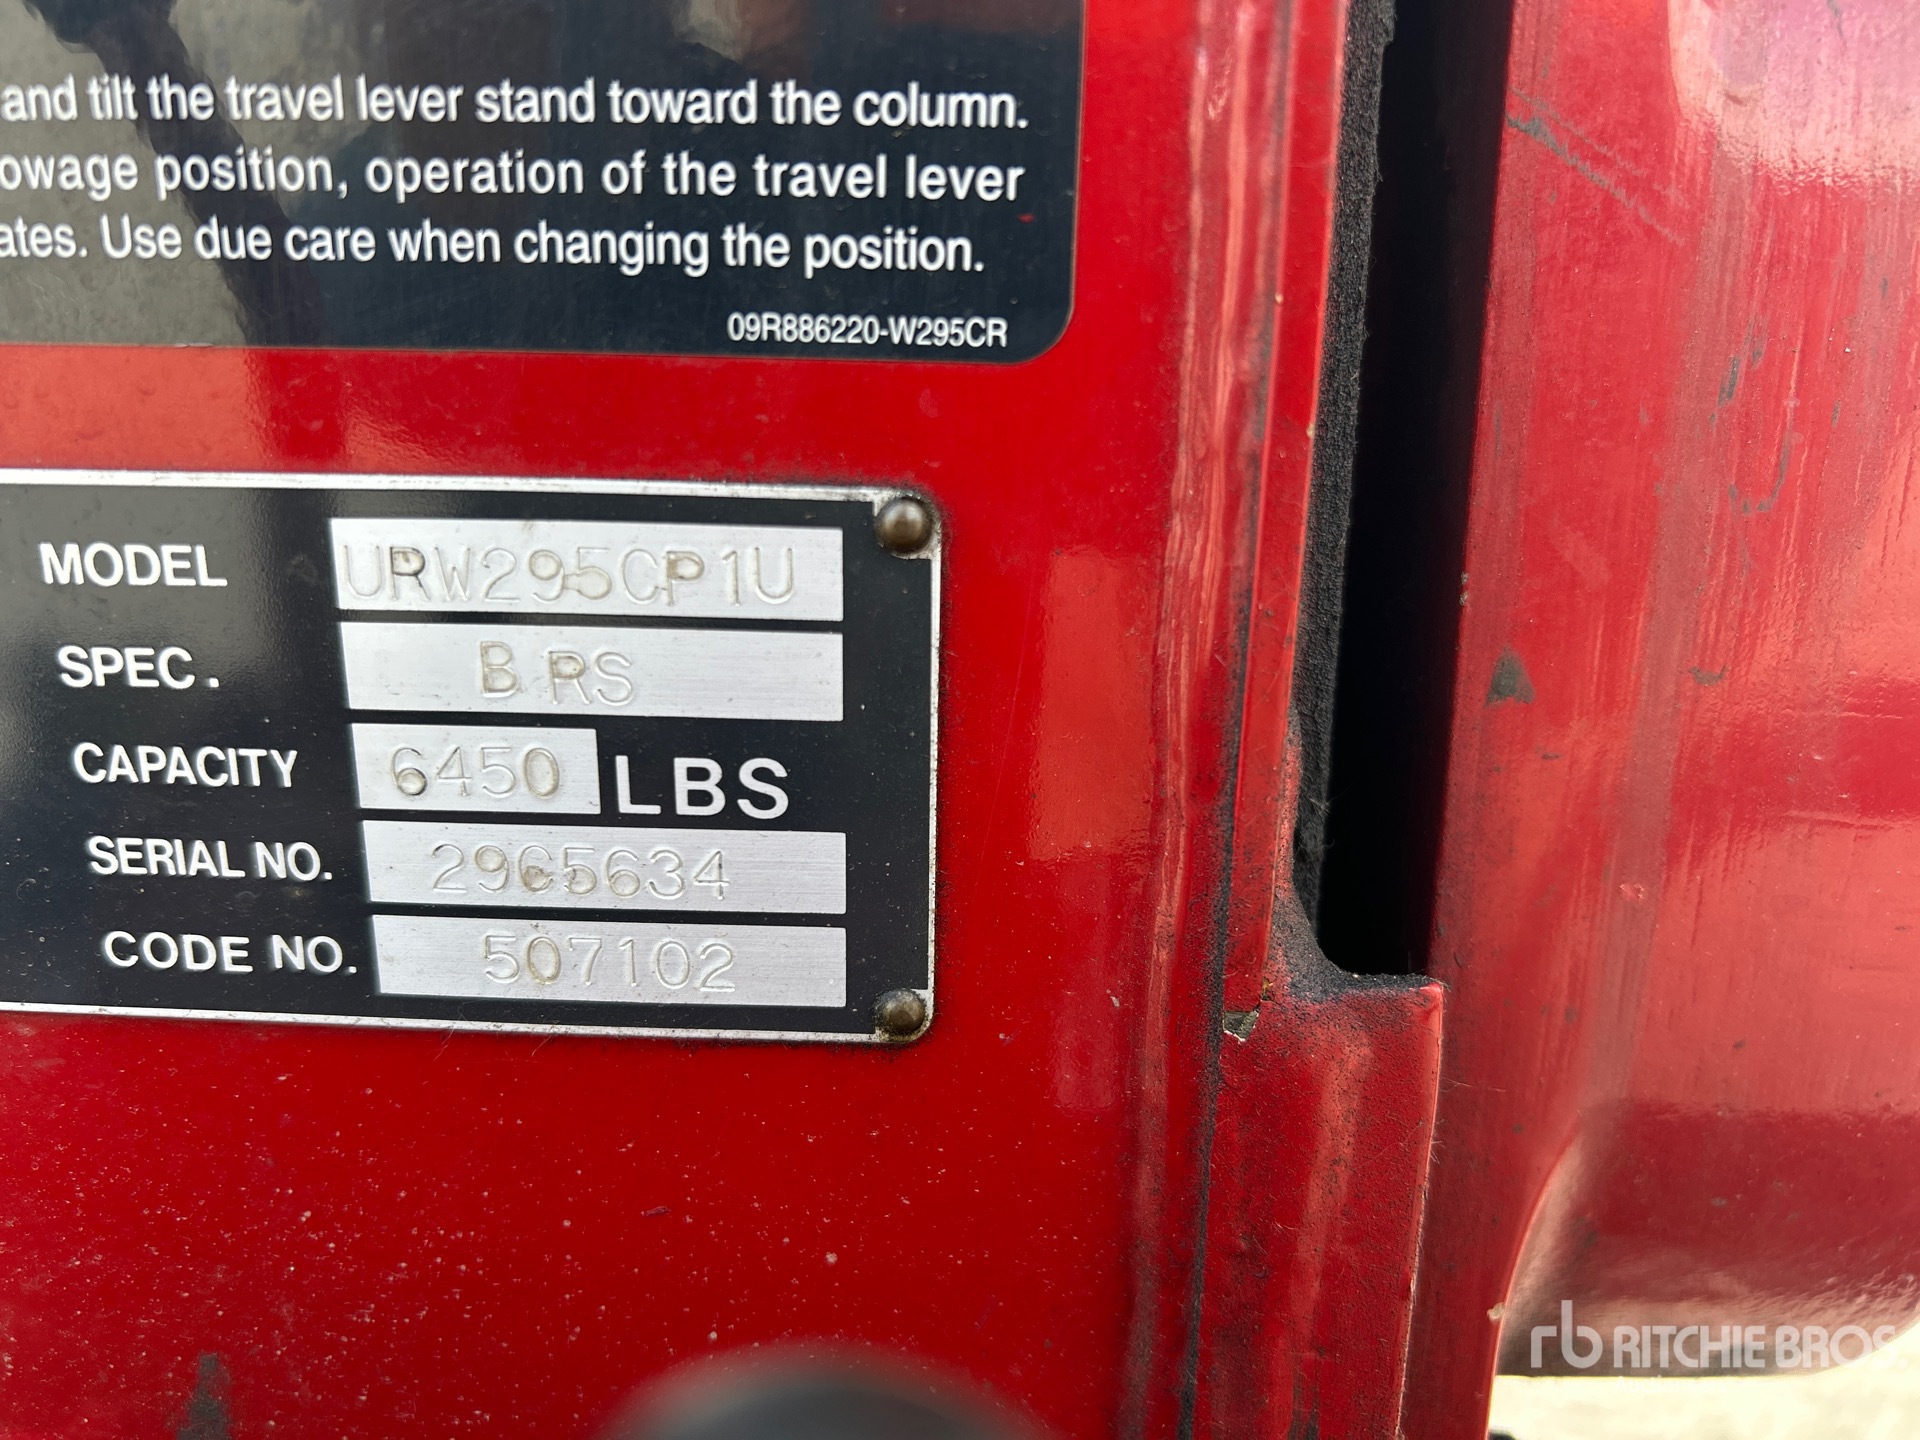 and tilt the travel lever stand toward the column.
owage position, operation of the travel lever
ates. Use due care when changing the position.
09R886220-W295CR
MODEL URW295CP1U
SPEC. B RS
CAPACITY 6450 LBS
SERIAL NO. 29C5634
CODE NO. 507102
rb RITCHIE BROS.